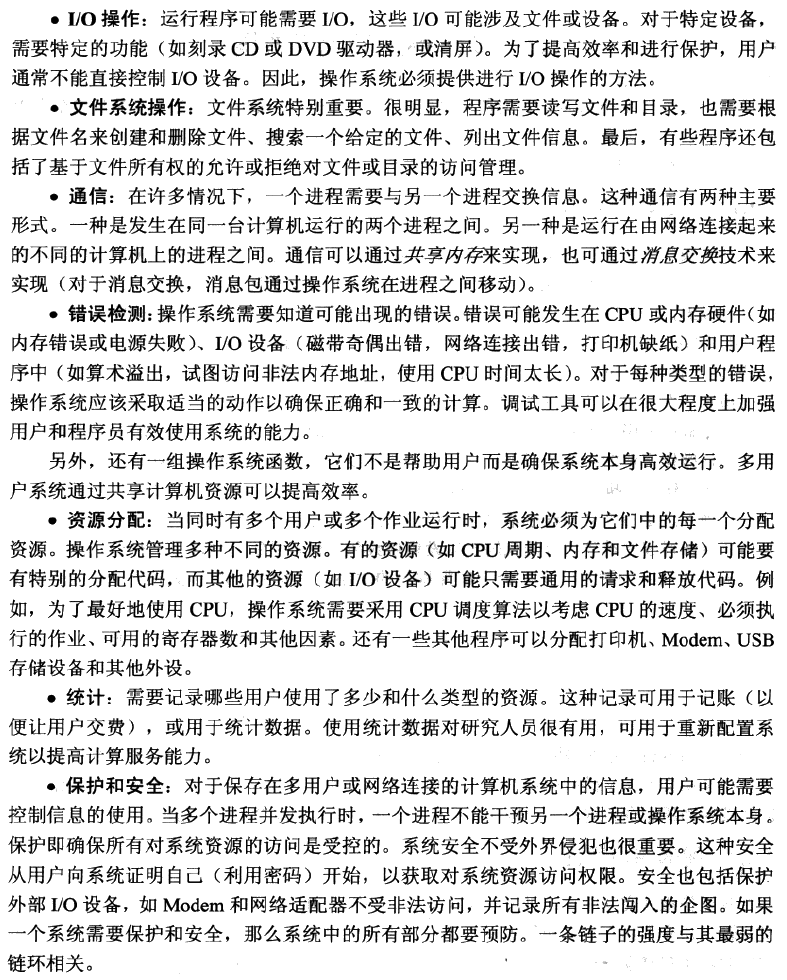 • I/O 操作：运行程序可能需要 I/O，这些 I/O 可能涉及文件或设备。对于特定设备，
需要特定的功能（如刻录 CD 或 DVD 驱动器，或清屏）。为了提高效率和进行保护，用户
通常不能直接控制 I/O 设备。因此，操作系统必须提供进行 I/O 操作的方法。
• 文件系统操作：文件系统特别重要。很明显，程序需要读写文件和目录，也需要根
据文件名来创建和删除文件、搜索一个给定的文件、列出文件信息。最后，有些程序还包
括了基于文件所有权的允许或拒绝对文件或目录的访问管理。
• 通信：在许多情况下，一个进程需要与另一个进程交换信息。这种通信有两种主要
形式。一种是发生在同一台计算机运行的两个进程之间。另一种是运行在由网络连接起来
的不同的计算机上的进程之间。通信可以通过共享内存来实现，也可通过消息交换技术来
实现（对于消息交换，消息包通过操作系统在进程之间移动）。
• 错误检测：操作系统需要知道可能出现的错误。错误可能发生在 CPU 或内存硬件（如
内存错误或电源失败）、I/O 设备（磁带奇偶出错，网络连接出错，打印机缺纸）和用户程
序中（如算术溢出，试图访问非法内存地址，使用 CPU 时间太长）。对于每种类型的错误，
操作系统应该采取适当的动作以确保正确和一致的计算。调试工具可以在很大程度上加强
用户和程序员有效使用系统的能力。
另外，还有一组操作系统函数，它们不是帮助用户而是确保系统本身高效运行。多用
户系统通过共享计算机资源可以提高效率。
• 资源分配：当同时有多个用户或多个作业运行时，系统必须为它们中的每一个分配
资源。操作系统管理多种不同的资源。有的资源（如 CPU 周期、内存和文件存储）可能要
有特别的分配代码，而其他的资源（如 I/O 设备）可能只需要通用的请求和释放代码。例
如，为了最好地使用 CPU，操作系统需要采用 CPU 调度算法以考虑 CPU 的速度、必须执
行的作业、可用的寄存器数和其他因素。还有一些其他程序可以分配打印机、Modem、USB
存储设备和其他外设。
• 统计：需要记录哪些用户使用了多少和什么类型的资源。这种记录可用于记账（以
便让用户交费），或用于统计数据。使用统计数据对研究人员很有用，可用于重新配置系
统以提高计算服务能力。
• 保护和安全：对于保存在多用户或网络连接的计算机系统中的信息，用户可能需要
控制信息的使用。当多个进程并发执行时，一个进程不能干预另一个进程或操作系统本身。
保护即确保所有对系统资源的访问是受控的。系统安全不受外界侵犯也很重要。这种安全
从用户向系统证明自己（利用密码）开始，以获取对系统资源访问权限。安全也包括保护
外部 I/O 设备，如 Modem 和网络适配器不受非法访问，并记录所有非法闯入的企图。如果
一个系统需要保护和安全，那么系统中的所有部分都要预防。一条链子的强度与其最弱的
链环相关。